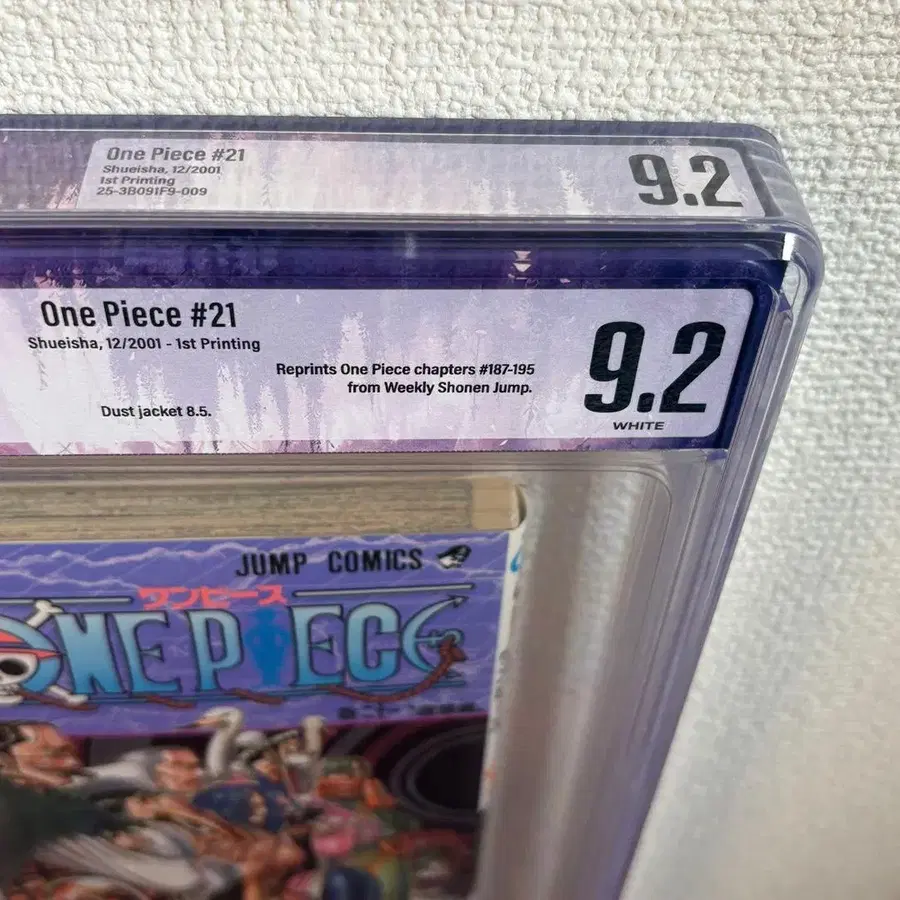 One Piece #21
Shueisha, 12/2001
1st Printing
25-3B091F9-009
9.2
One Piece #21
Shueisha, 12/2001 - 1st Printing
Reprints One Piece chapters #187-195
from Weekly Shonen Jump.
Dust jacket 8.5.
9.2
WHITE
JUMP COMICS
ワンピース
ONE PIECE